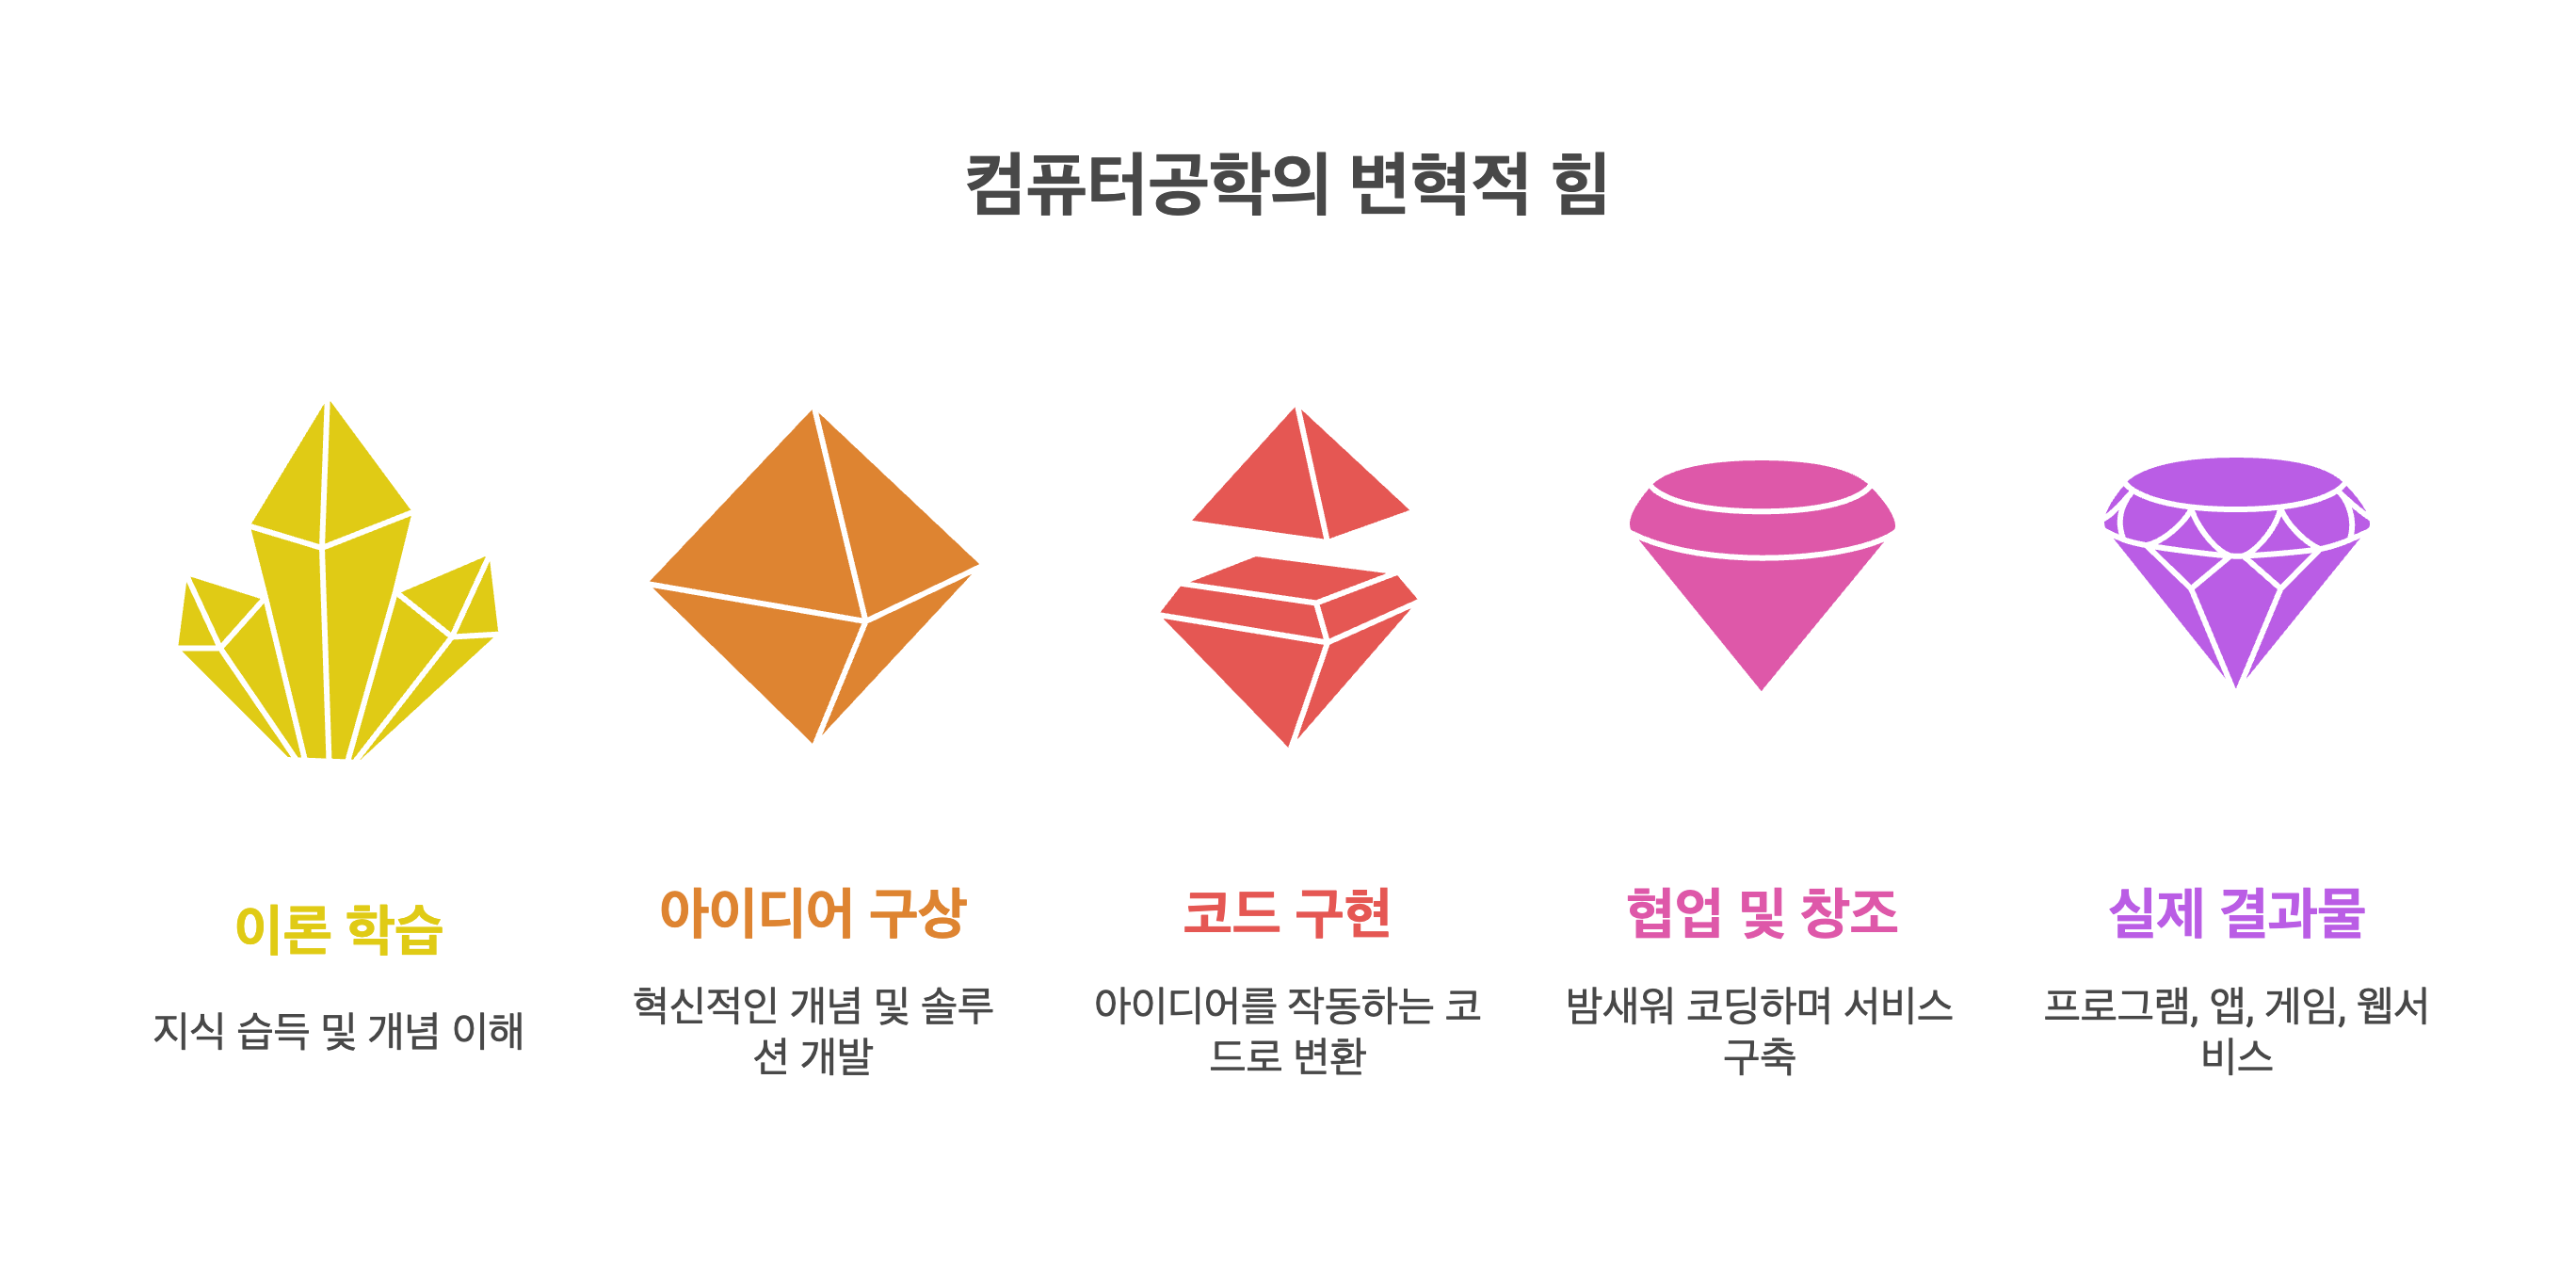 컴퓨터공학의 변혁적 힘
이론 학습
지식 습득 및 개념 이해
아이디어 구상
혁신적인 개념 및 솔루
션 개발
코드 구현
아이디어를 작동하는 코
드로 변환
협업 및 창조
밤새워 코딩하며 서비스
구축
실제 결과물
프로그램, 앱, 게임, 웹서
비스